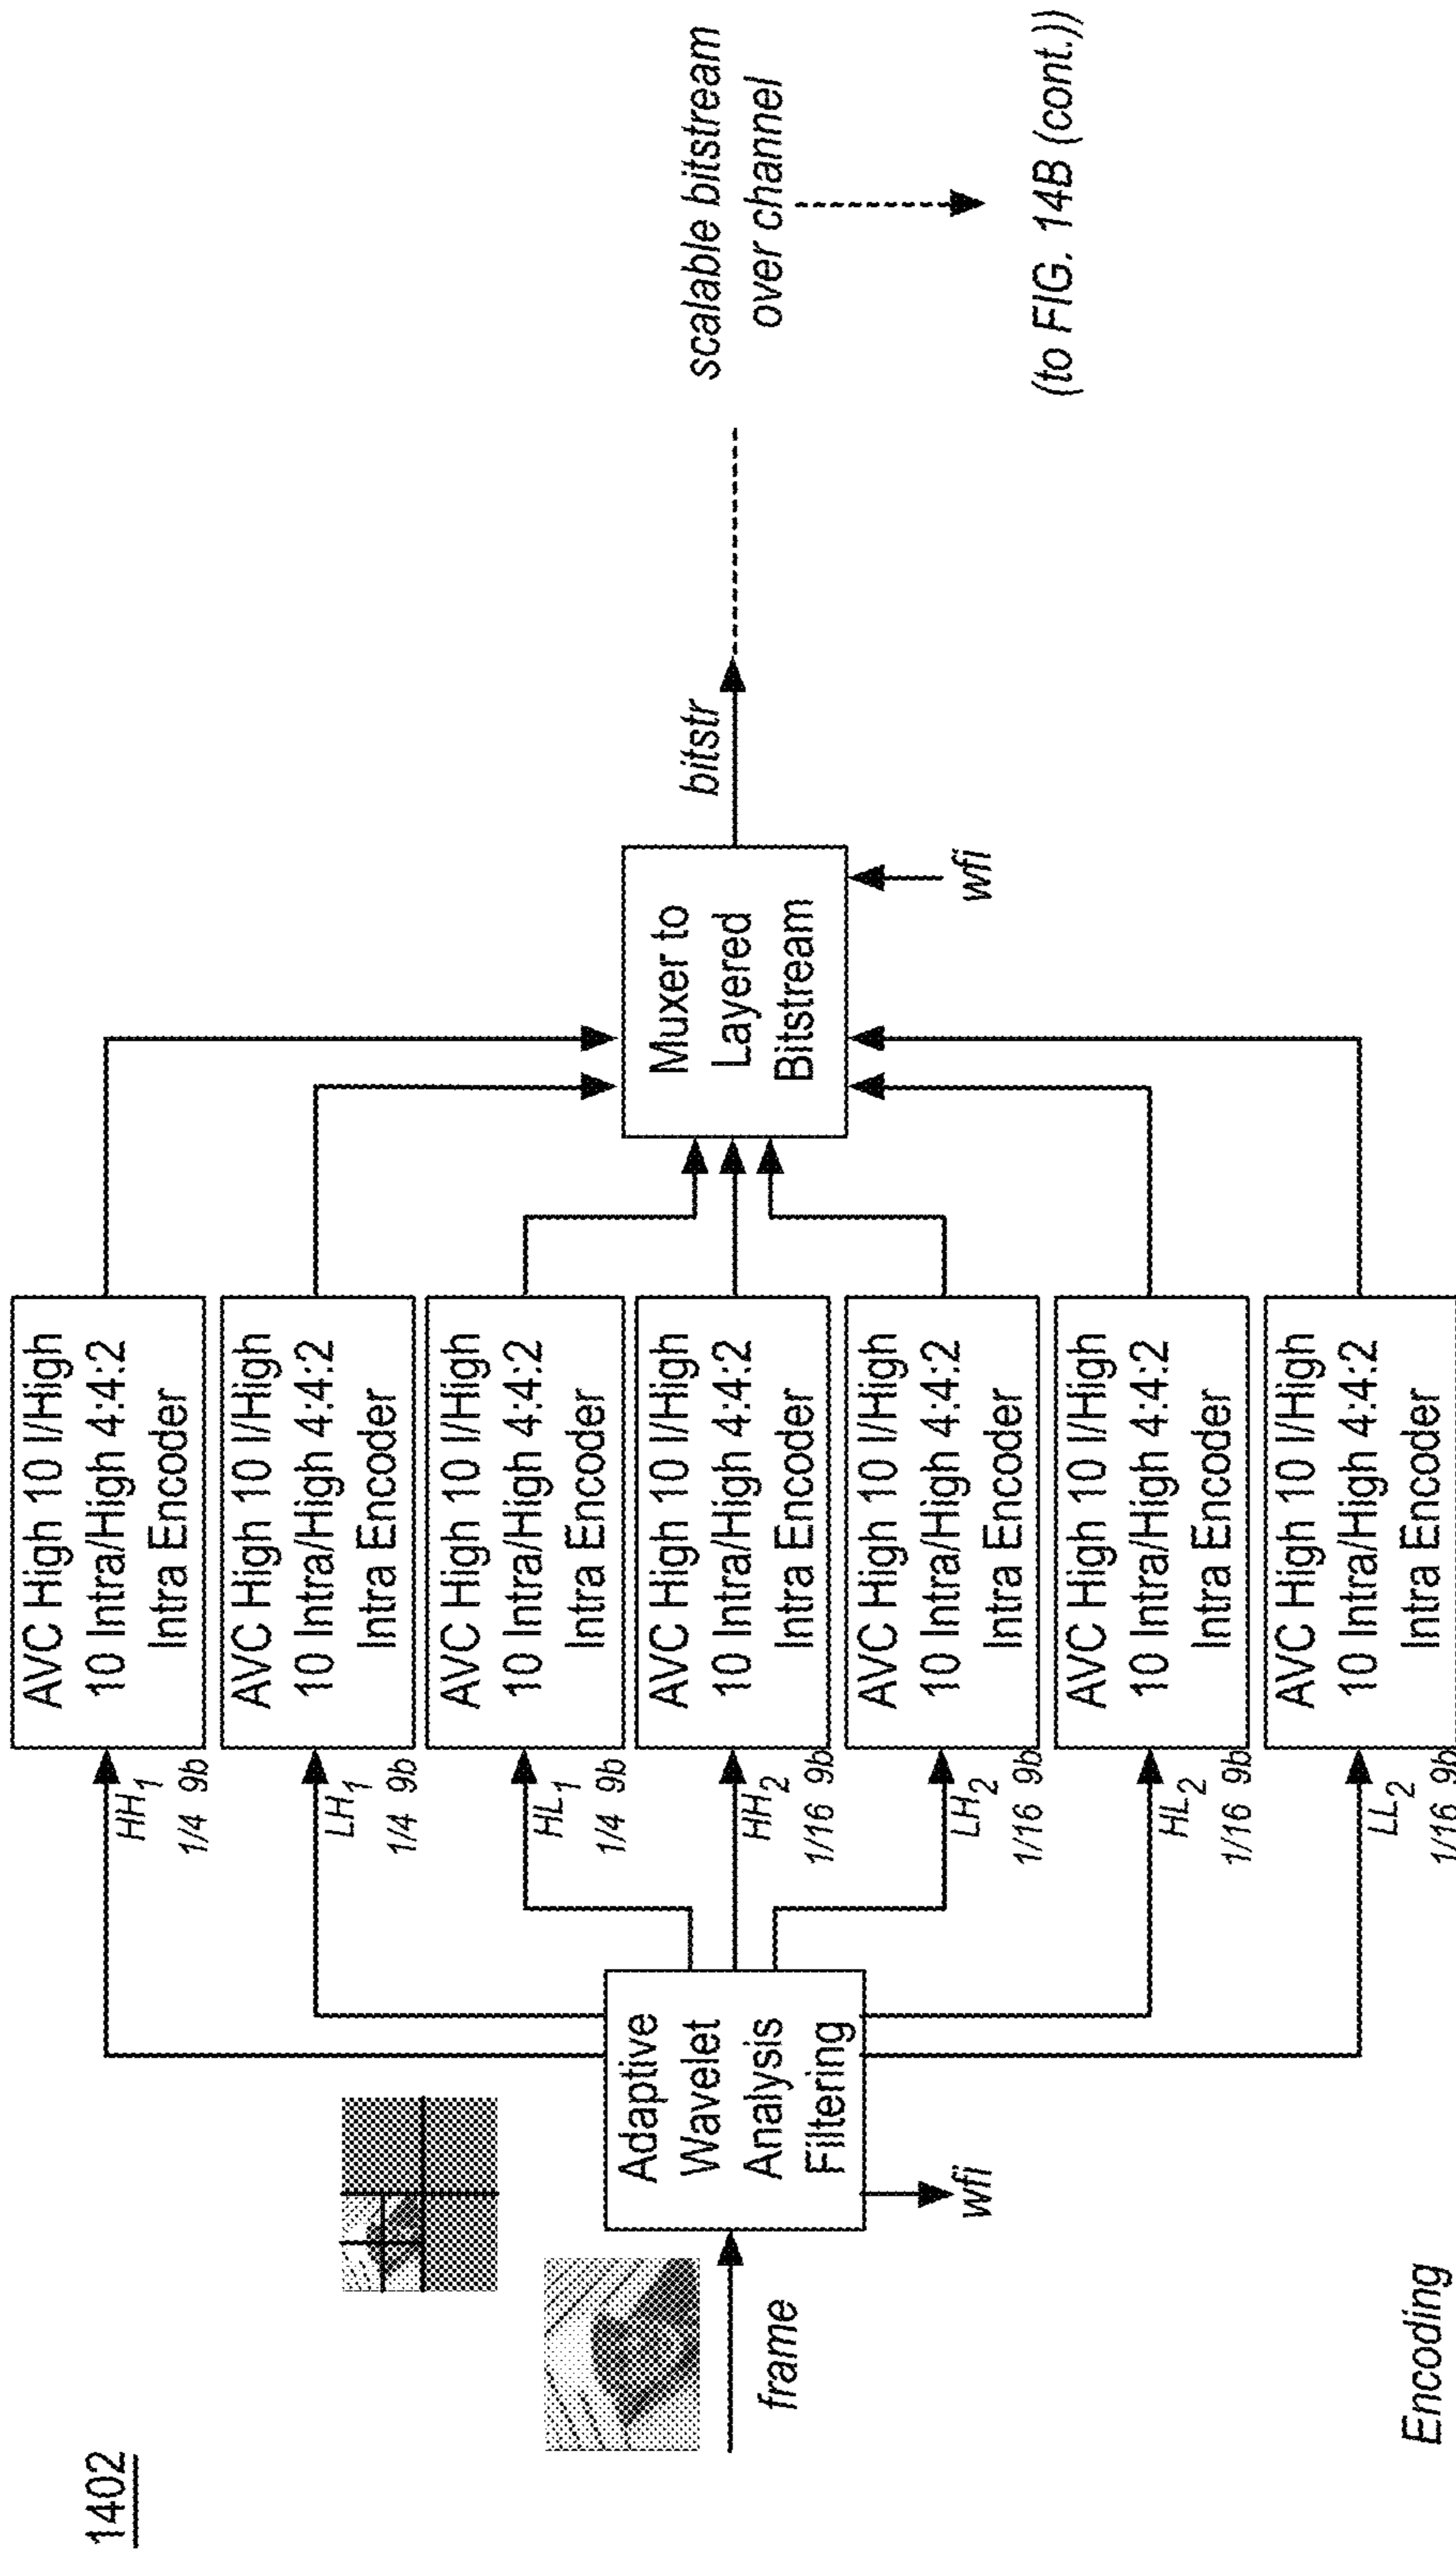 1402
frame
Adaptive
Wavelet
Analysis
Filtering
wfi
HH1
1/4 9b
AVC High 10 I/High
10 Intra/High 4:4:2
Intra Encoder
LH1
1/4 9b
AVC High 10 I/High
10 Intra/High 4:4:2
Intra Encoder
HL1
1/4 9b
AVC High 10 I/High
10 Intra/High 4:4:2
Intra Encoder
HH2
1/16 9b
AVC High 10 I/High
10 Intra/High 4:4:2
Intra Encoder
LH2
1/16 9b
AVC High 10 I/High
10 Intra/High 4:4:2
Intra Encoder
HL2
1/16 9b
AVC High 10 I/High
10 Intra/High 4:4:2
Intra Encoder
LL2
1/16 9b
AVC High 10 I/High
10 Intra/High 4:4:2
Intra Encoder
Muxer to
Layered
Bitstream
wfi
bitstr
scalable bitstream
over channel
(to FIG. 14B (cont.))
Encoding